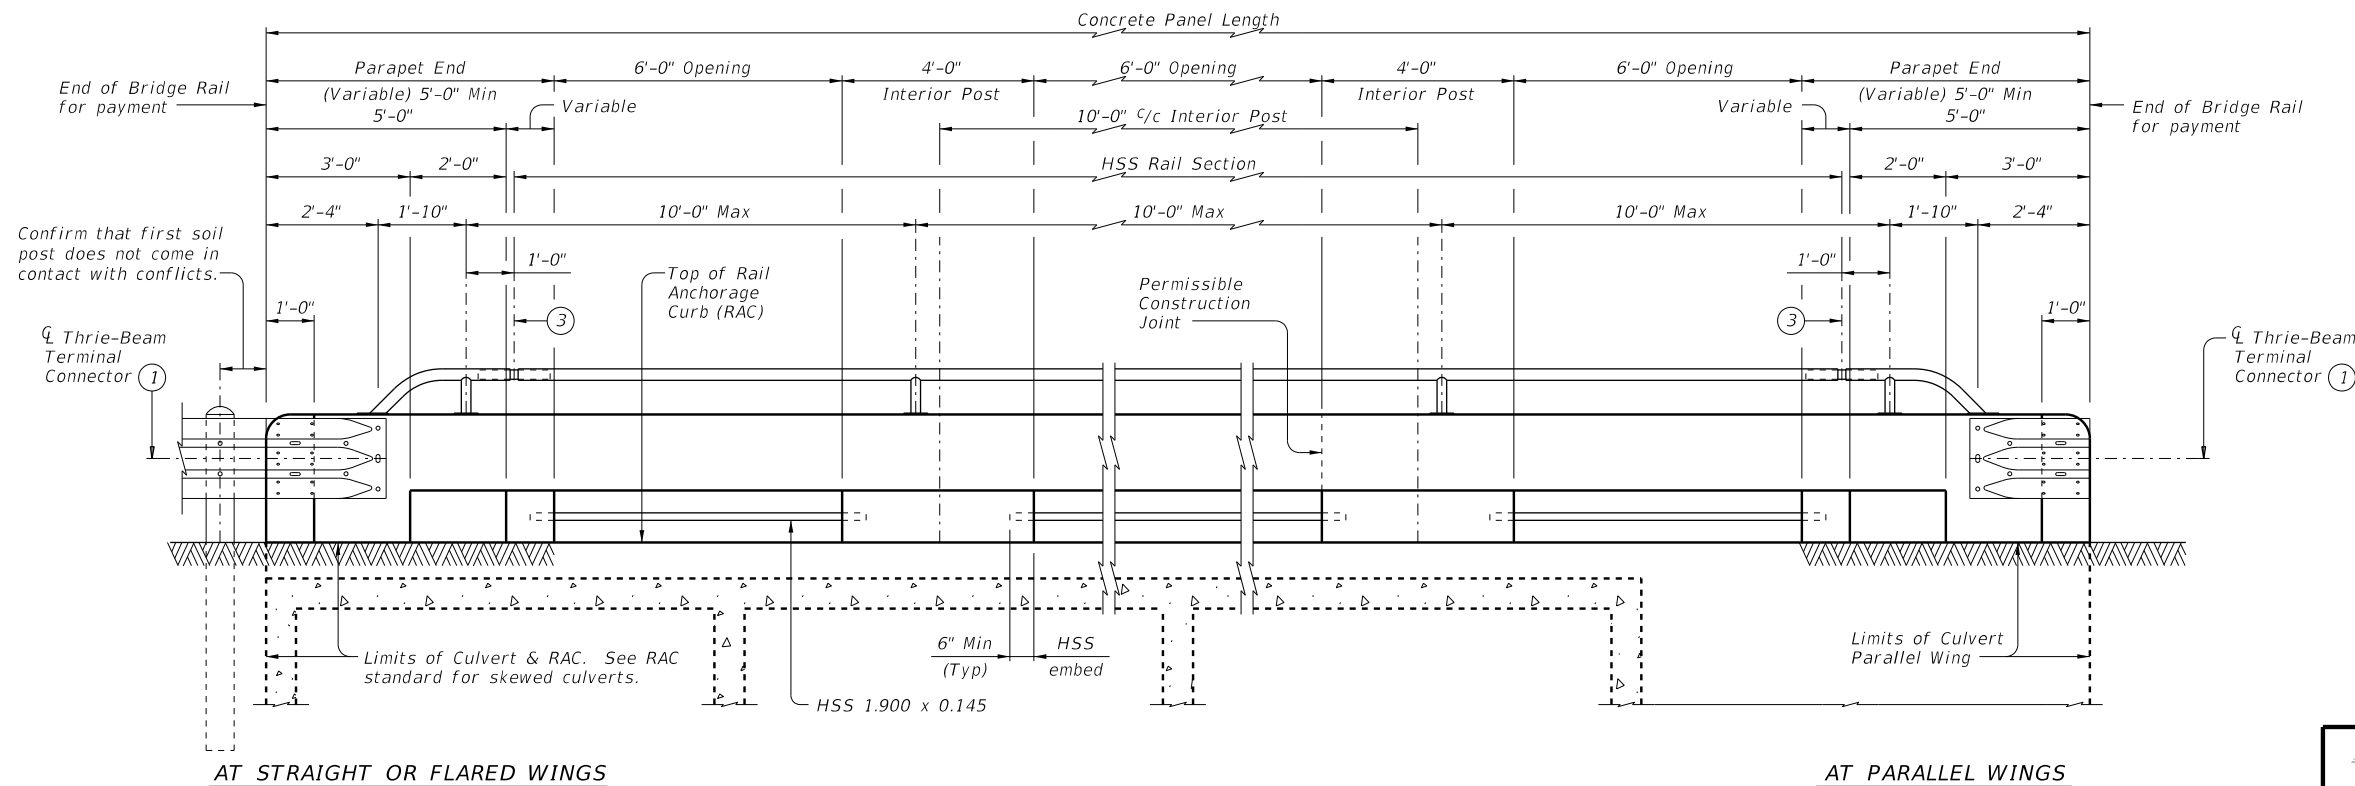 Concrete Panel Length
End of Bridge Rail
for payment
Parapet End
(Variable) 5'-0" Min
6'-0" Opening
4'-0"
Interior Post
6'-0" Opening
4'-0"
Interior Post
6'-0" Opening
Parapet End
(Variable) 5'-0" Min
End of Bridge Rail
for payment
5'-0"
Variable
10'-0" C/c Interior Post
Variable
5'-0"
3'-0"
2'-0"
HSS Rail Section
2'-0"
3'-0"
2'-4"
1'-10"
10'-0" Max
10'-0" Max
10'-0" Max
1'-10"
2'-4"
Confirm that first soil
post does not come in
contact with conflicts.
1'-0"
Top of Rail
Anchorage
Curb (RAC)
Permissible
Construction
Joint
1'-0"
1'-0"
3
3
1'-0"
℄ Thrie-Beam
Terminal
Connector 1
℄ Thrie-Beam
Terminal
Connector 1
Limits of Culvert & RAC. See RAC
standard for skewed culverts.
6" Min
(Typ)
HSS
embed
HSS 1.900 x 0.145
Limits of Culvert
Parallel Wing
AT STRAIGHT OR FLARED WINGS
AT PARALLEL WINGS